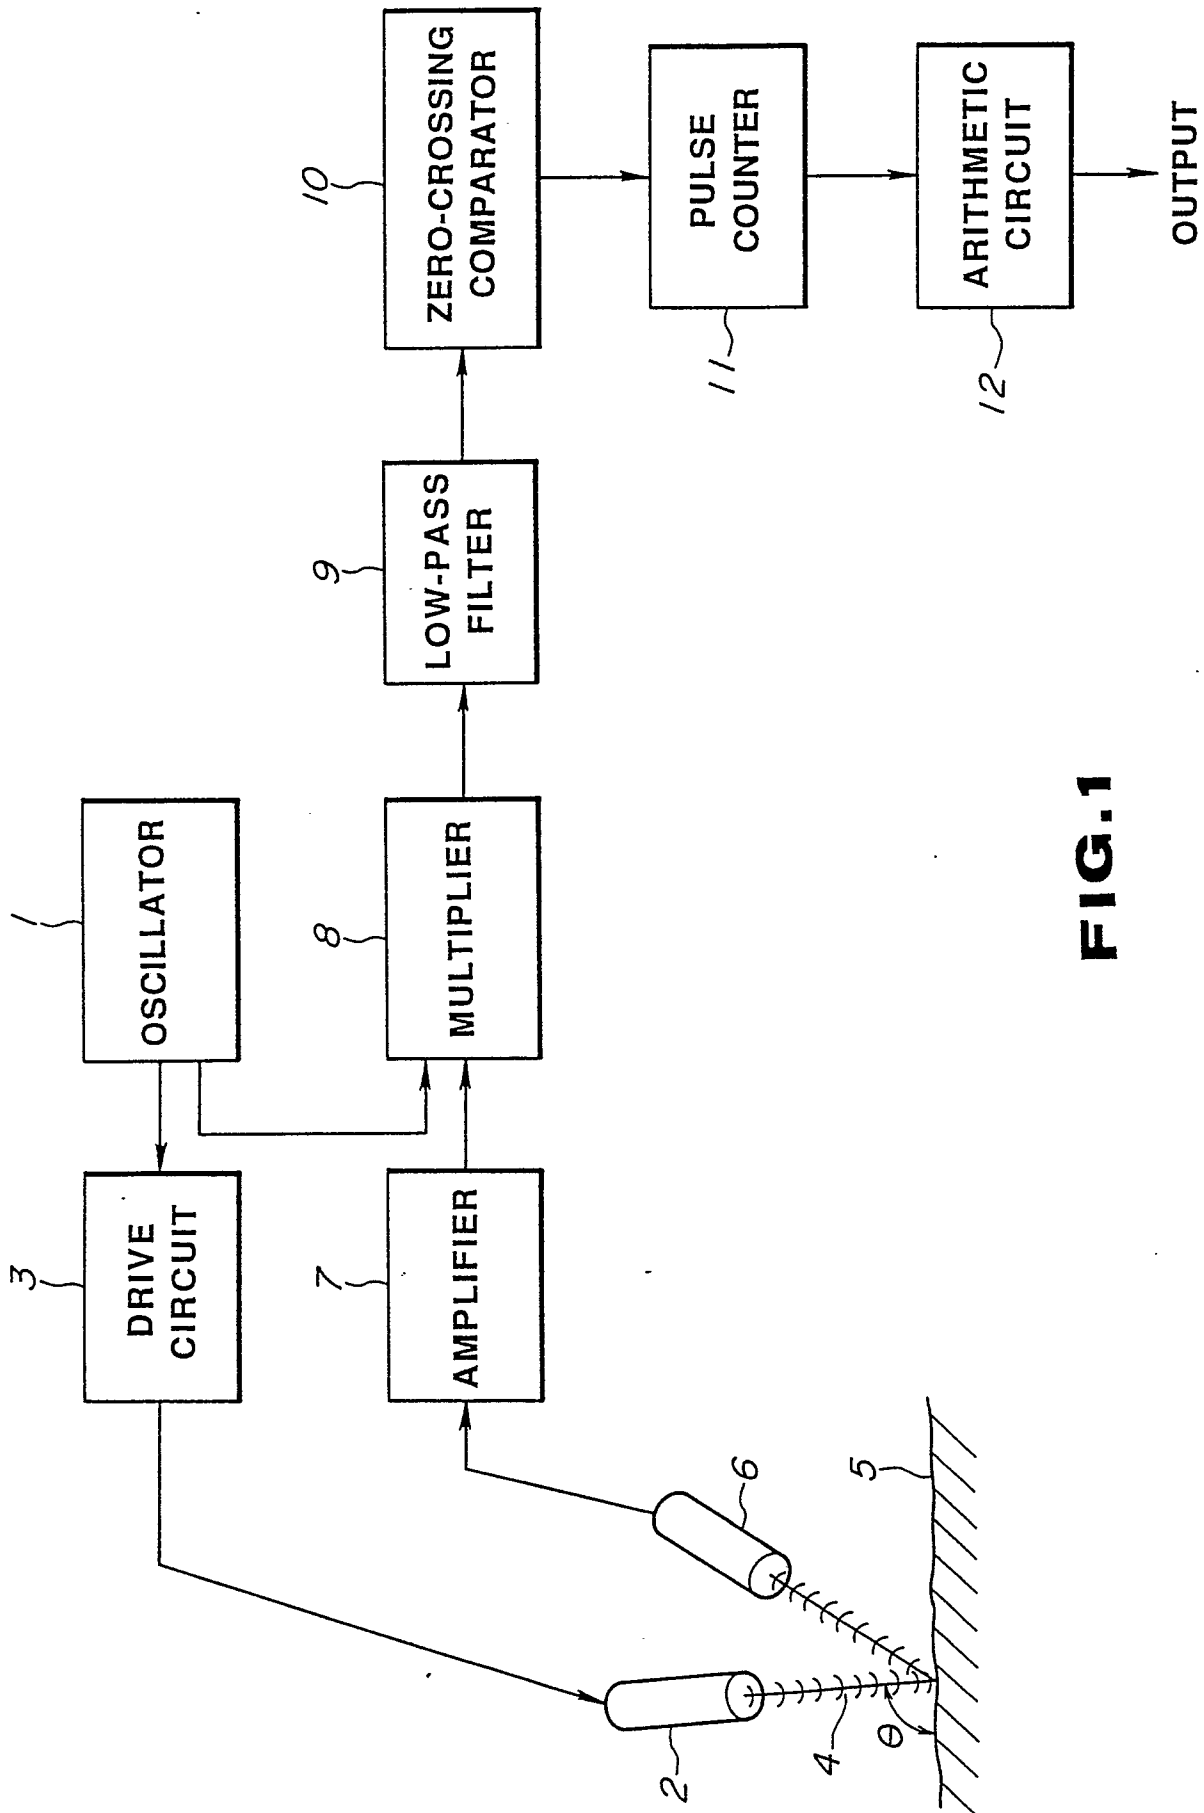 1
OSCILLATOR
3
DRIVE
CIRCUIT
10
ZERO-CROSSING
COMPARATOR
9
LOW-PASS
FILTER
8
MULTIPLIER
7
AMPLIFIER
11
PULSE
COUNTER
12
ARITHMETIC
CIRCUIT
OUTPUT
2
4
θ
6
5
FIG.1